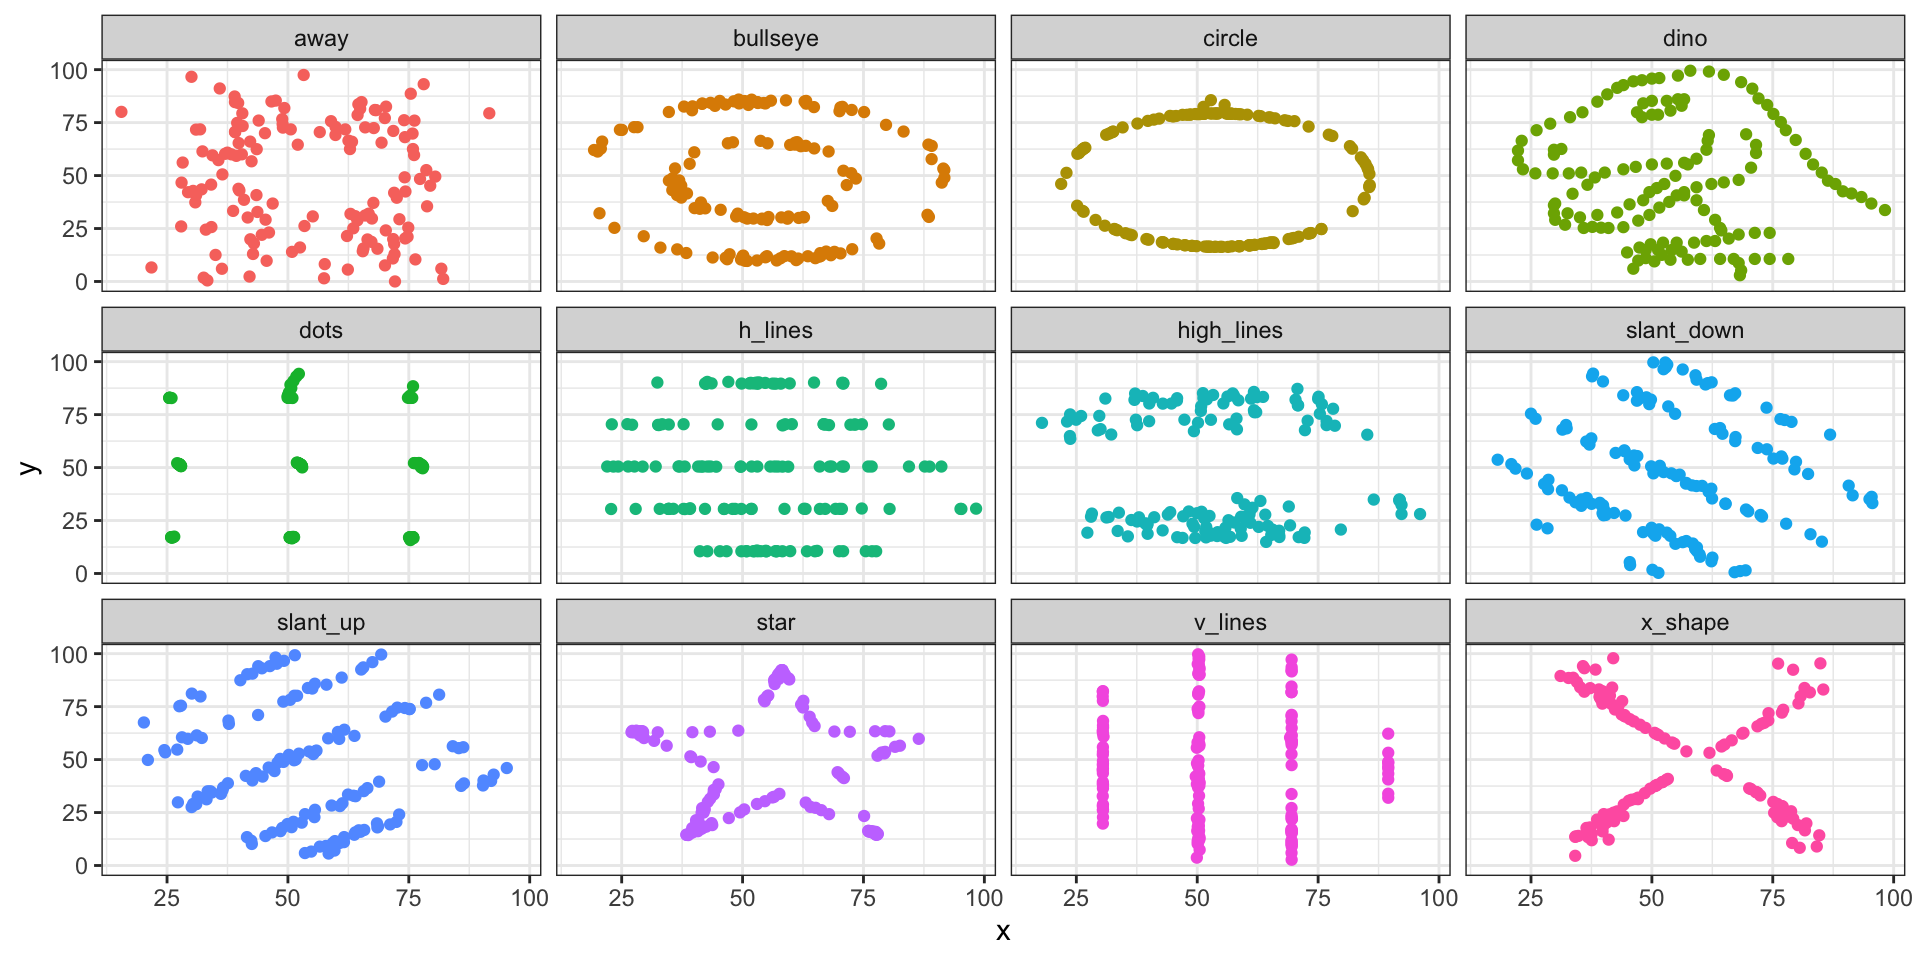 away bullseye circle dino
100
75
50
25
0
dots h_lines high_lines slant_down
100
75
50
25
0
y
slant_up star v_lines x_shape
100
75
50
25
0
25 50 75 100 25 50 75 100 25 50 75 100 25 50 75 100
x